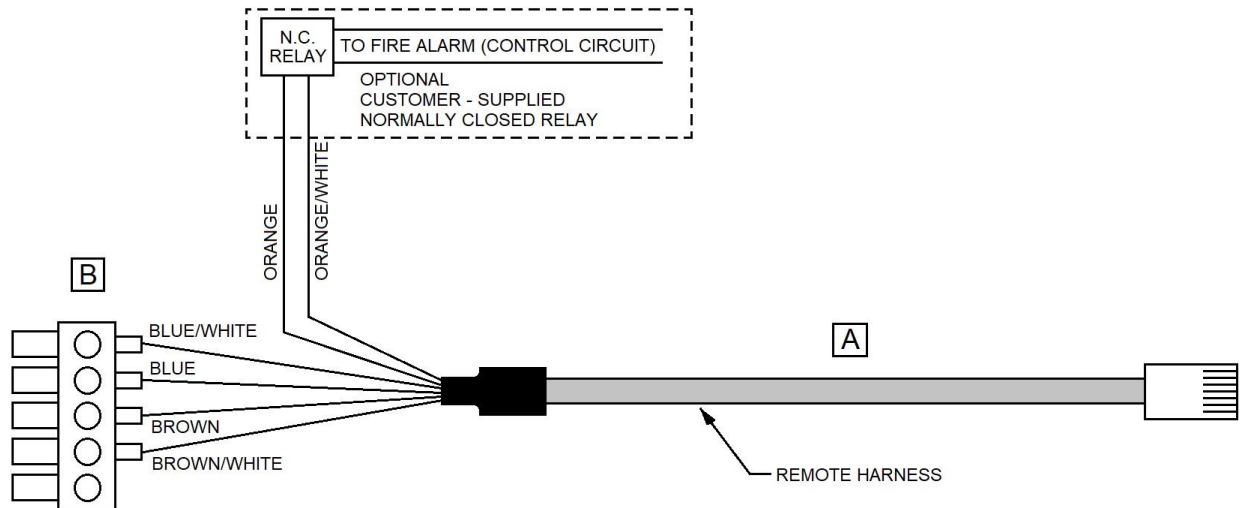 N.C.
RELAY
TO FIRE ALARM (CONTROL CIRCUIT)
OPTIONAL
CUSTOMER - SUPPLIED
NORMALLY CLOSED RELAY
ORANGE
ORANGE/WHITE
B
BLUE/WHITE
BLUE
BROWN
BROWN/WHITE
A
REMOTE HARNESS